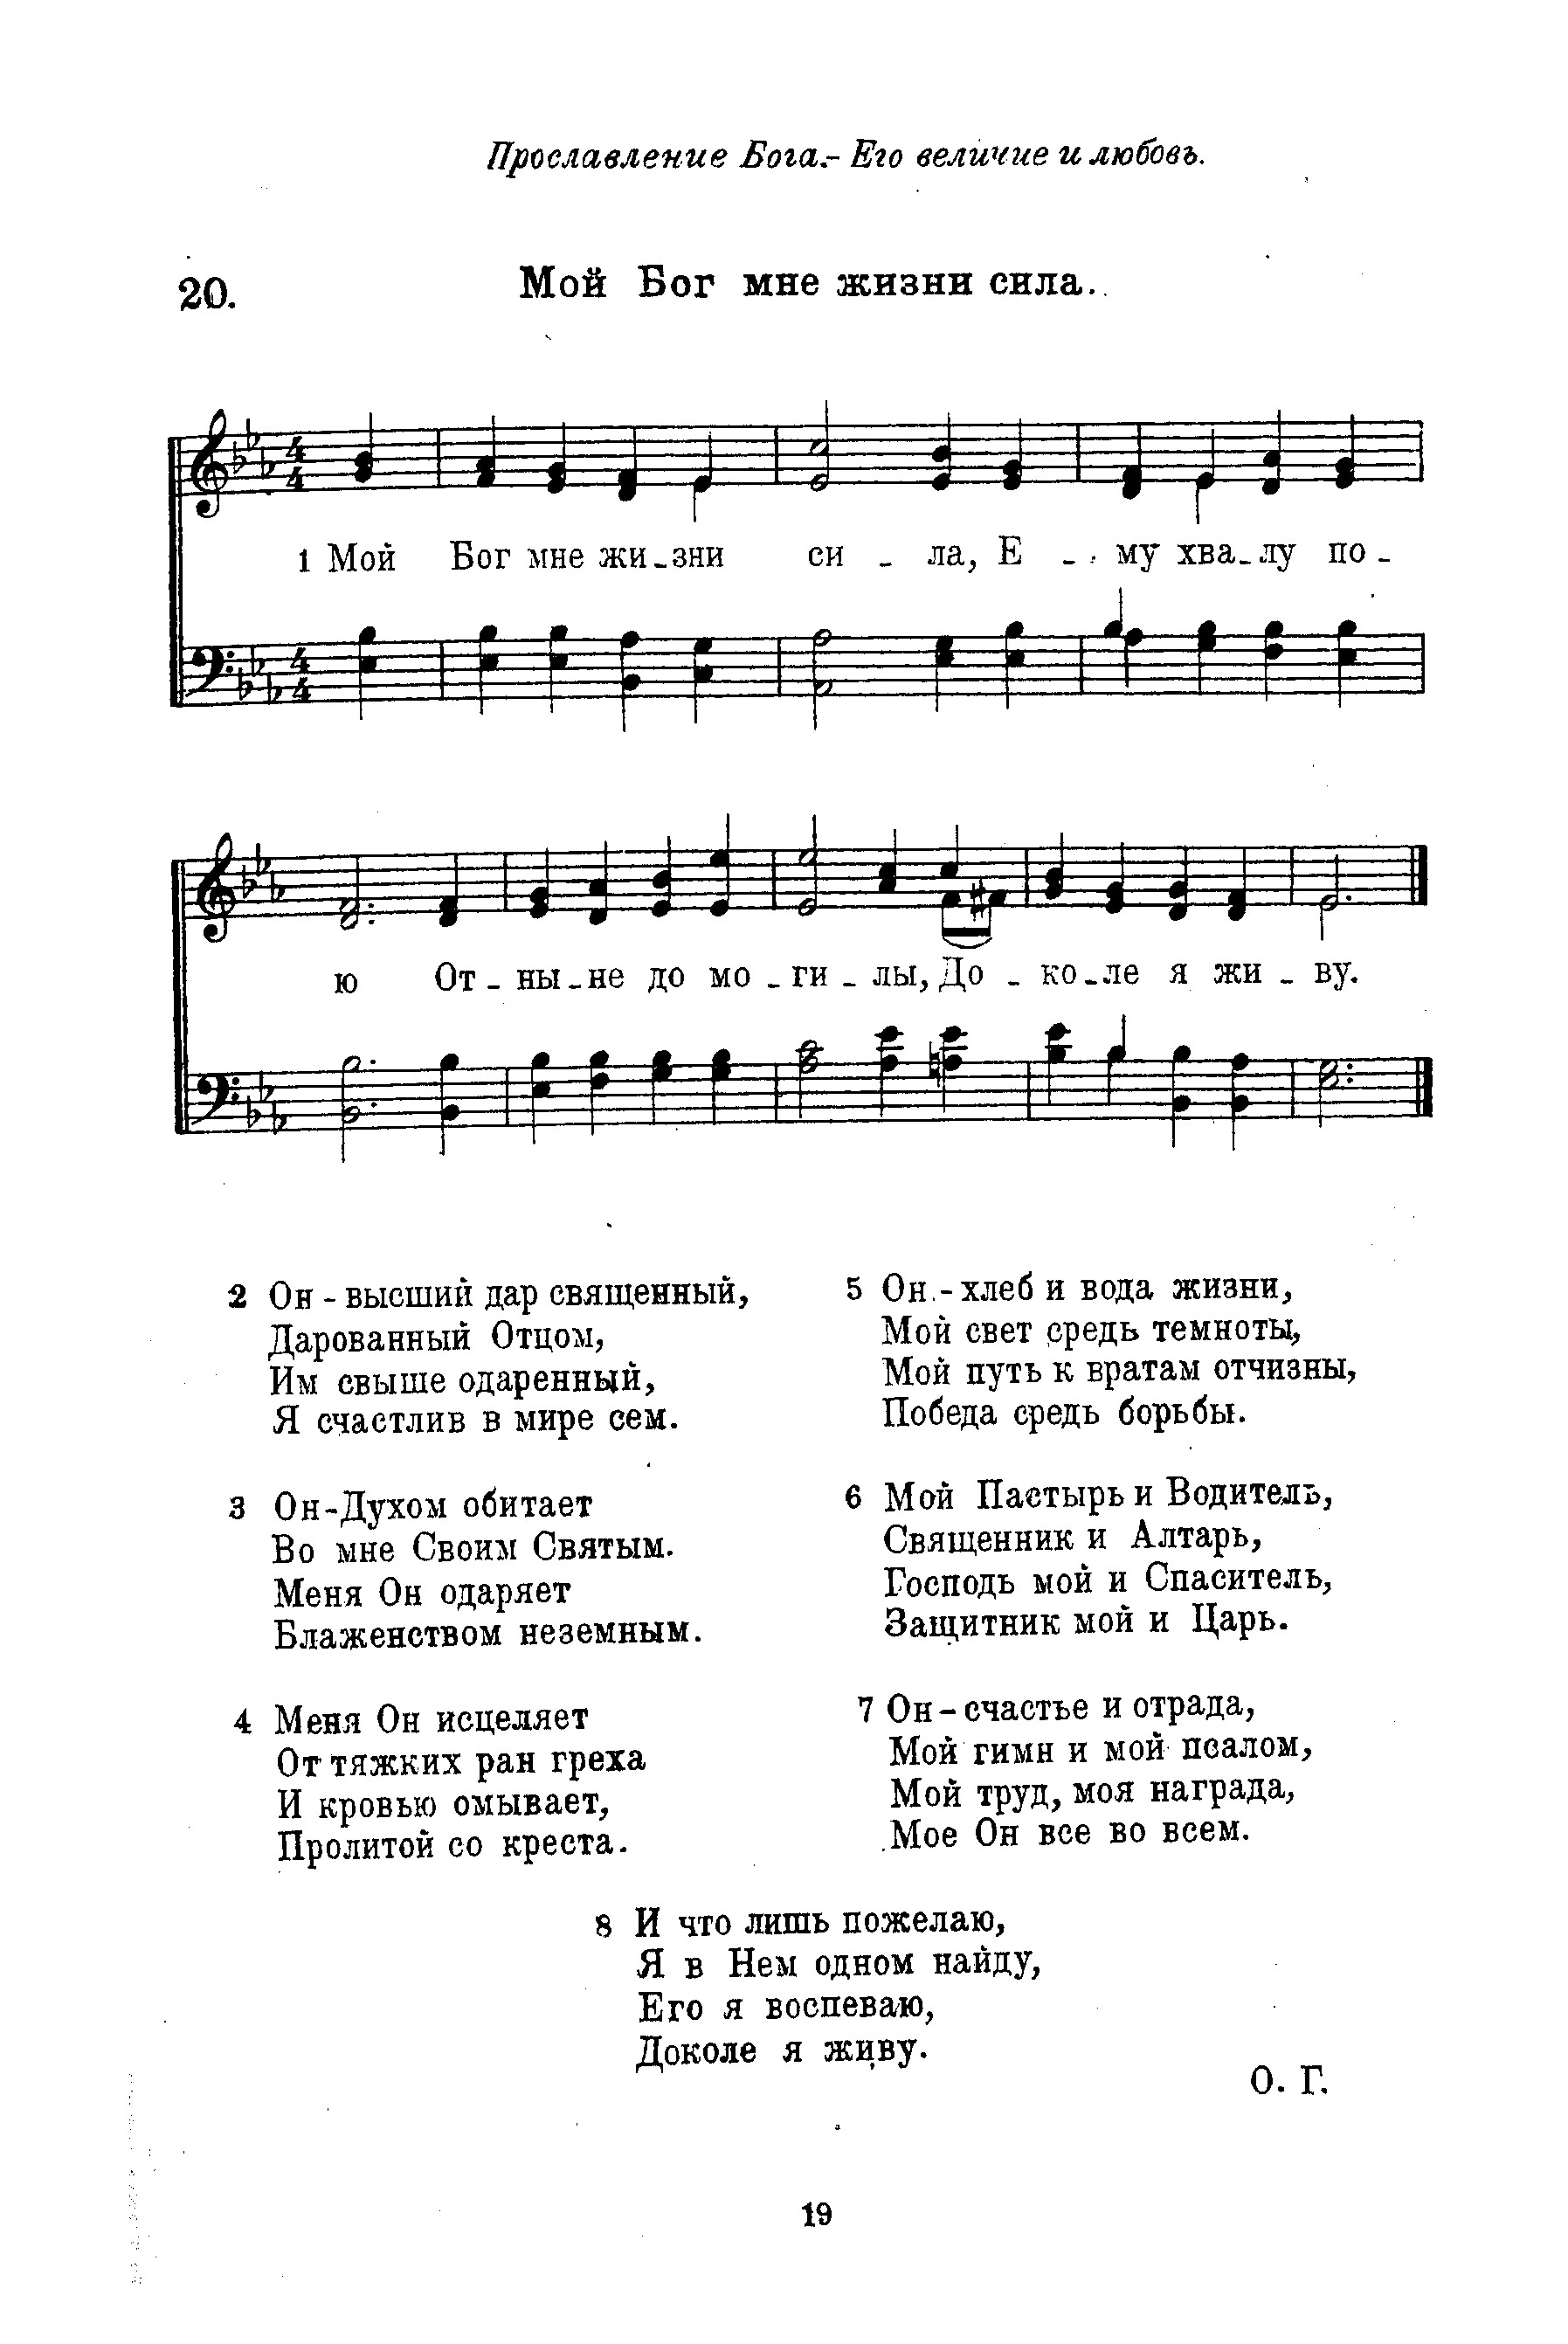 Прославление Бога.- Его величие и любовь.
20.
Мой Бог мне жизни сила.
4
4
1 Мой Бог мне жи-зни си - ла, Е - му хва-лу по-
4
4
ю От-ны-не до мо-ги-лы, До-ко-ле я жи-ву.
2 Он - высший дар священный,
Дарованный Отцом,
Им свыше одаренный,
Я счастлив в мире сем.
3 Он-Духом обитает
Во мне Своим Святым.
Меня Он одаряет
Блаженством неземным.
4 Меня Он исцеляет
От тяжких ран греха
И кровью омывает,
Пролитой со креста.
5 Он - хлеб и вода жизни,
Мой свет средь темноты,
Мой путь к вратам отчизны,
Победа средь борьбы.
6 Мой Пастырь и Водитель,
Священник и Алтарь,
Господь мой и Спаситель,
Защитник мой и Царь.
7 Он - счастье и отрада,
Мой гимн и мой псалом,
Мой труд, моя награда,
Мое Он все во всем.
8 И что лишь пожелаю,
Я в Нем одном найду,
Его я воспеваю,
Доколе я живу.
О. Г.
19